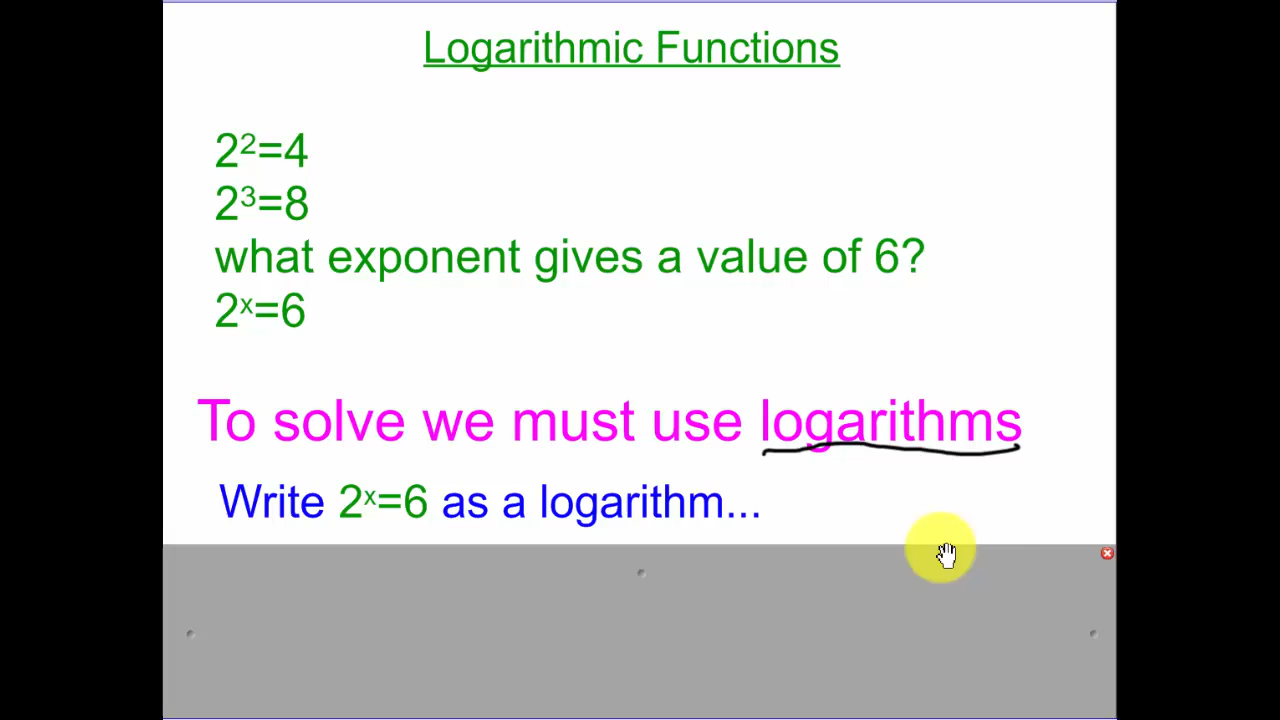 Logarithmic Functions
2²=4
2³=8
what exponent gives a value of 6?
2ˣ=6
To solve we must use logarithms
Write 2ˣ=6 as a logarithm...